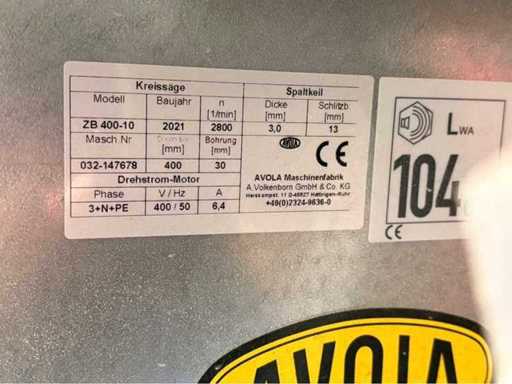 Kreissäge Spaltkeil
Modell Baujahr n [1/min] Dicke [mm] Schlitzb. [mm]
ZB 400-10 2021 2800 3,0 13
Masch.Nr [mm] Bohrung [mm]
032-147678 400 30
Drehstrom-Motor
Phase V / Hz A
3+N+PE 400 / 50 6,4
AVOLA
CE
AVOLA Maschinenfabrik
A.Volkenborn GmbH & Co. KG
+49(0)2324-9636-0
LWA
104
CE
AVOLA